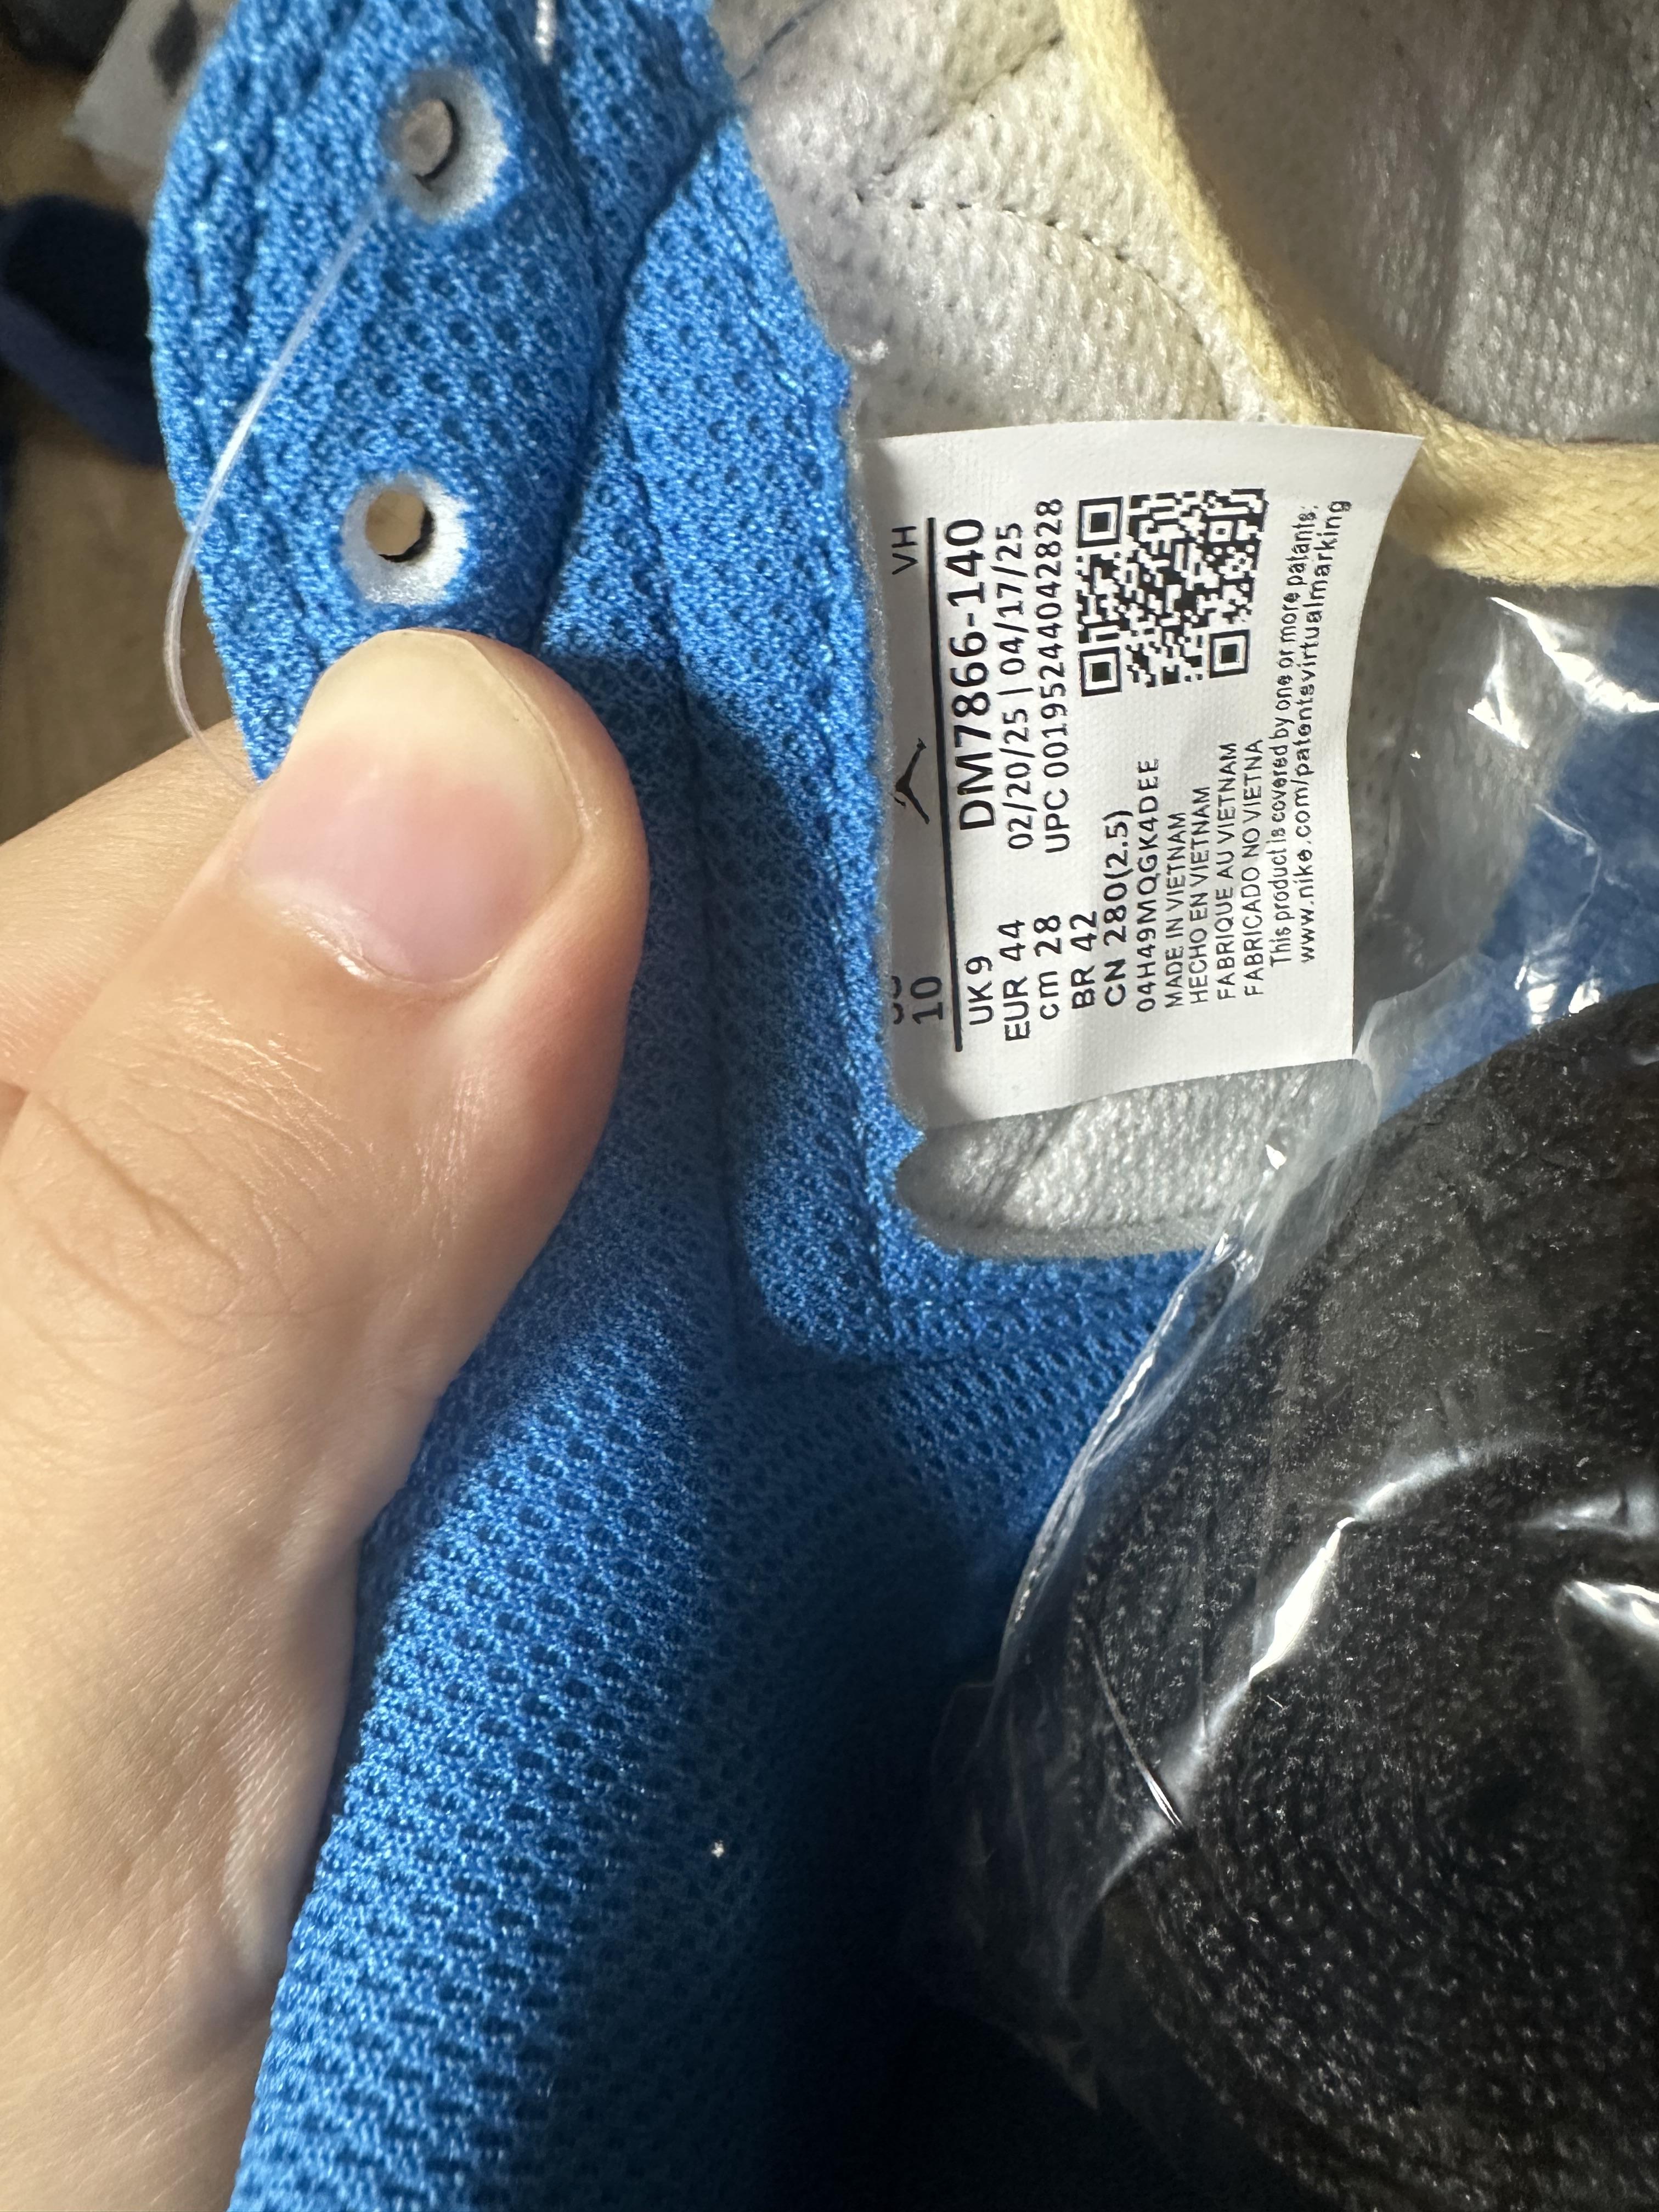 VH
10
UK 9
EUR 44
cm 28
BR 42
CN 280(2.5)
DM7866-140
02/20/25 | 04/17/25
UPC 00195244042828
04H49MQGK4DEE
MADE IN VIETNAM
HECHO EN VIETNAM
FABRIQUE AU VIETNAM
FABRICADO NO VIETNA
This product is covered by one or more patants:
www.nike.com/patentsvirtualmarking